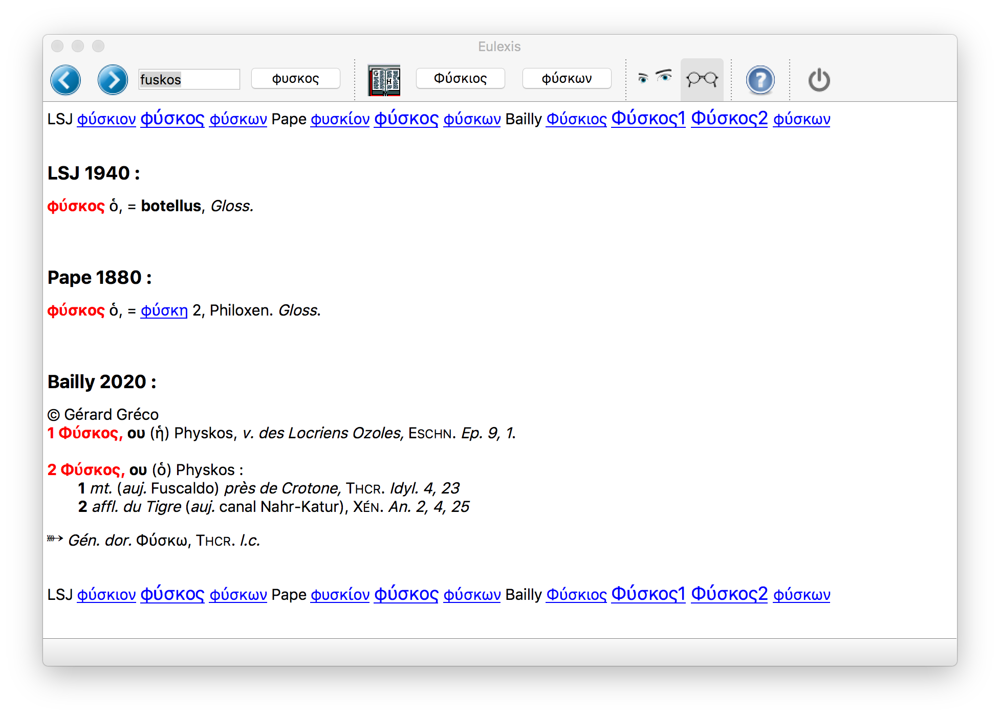 Eulexis
fuskos φυσκος Φύσκιος φύσκων
LSJ φύσκιον φύσκος φύσκων Pape φυσκίον φύσκος φύσκων Bailly Φύσκιος Φύσκος1 Φύσκος2 φύσκων
LSJ 1940 :
φύσκος ὁ, = botellus, Gloss.
Pape 1880 :
φύσκος ὁ, = φύσκη 2, Philoxen. Gloss.
Bailly 2020 :
© Gérard Gréco
1 Φύσκος, ου (ἡ) Physkos, v. des Locriens Ozoles, ESCHN. Ep. 9, 1.
2 Φύσκος, ου (ὁ) Physkos :
1 mt. (auj. Fuscaldo) près de Crotone, THCR. Idyl. 4, 23
2 affl. du Tigre (auj. canal Nahr-Katur), XÉN. An. 2, 4, 25
➳ Gén. dor. Φύσκω, THCR. l.c.
LSJ φύσκιον φύσκος φύσκων Pape φυσκίον φύσκος φύσκων Bailly Φύσκιος Φύσκος1 Φύσκος2 φύσκων